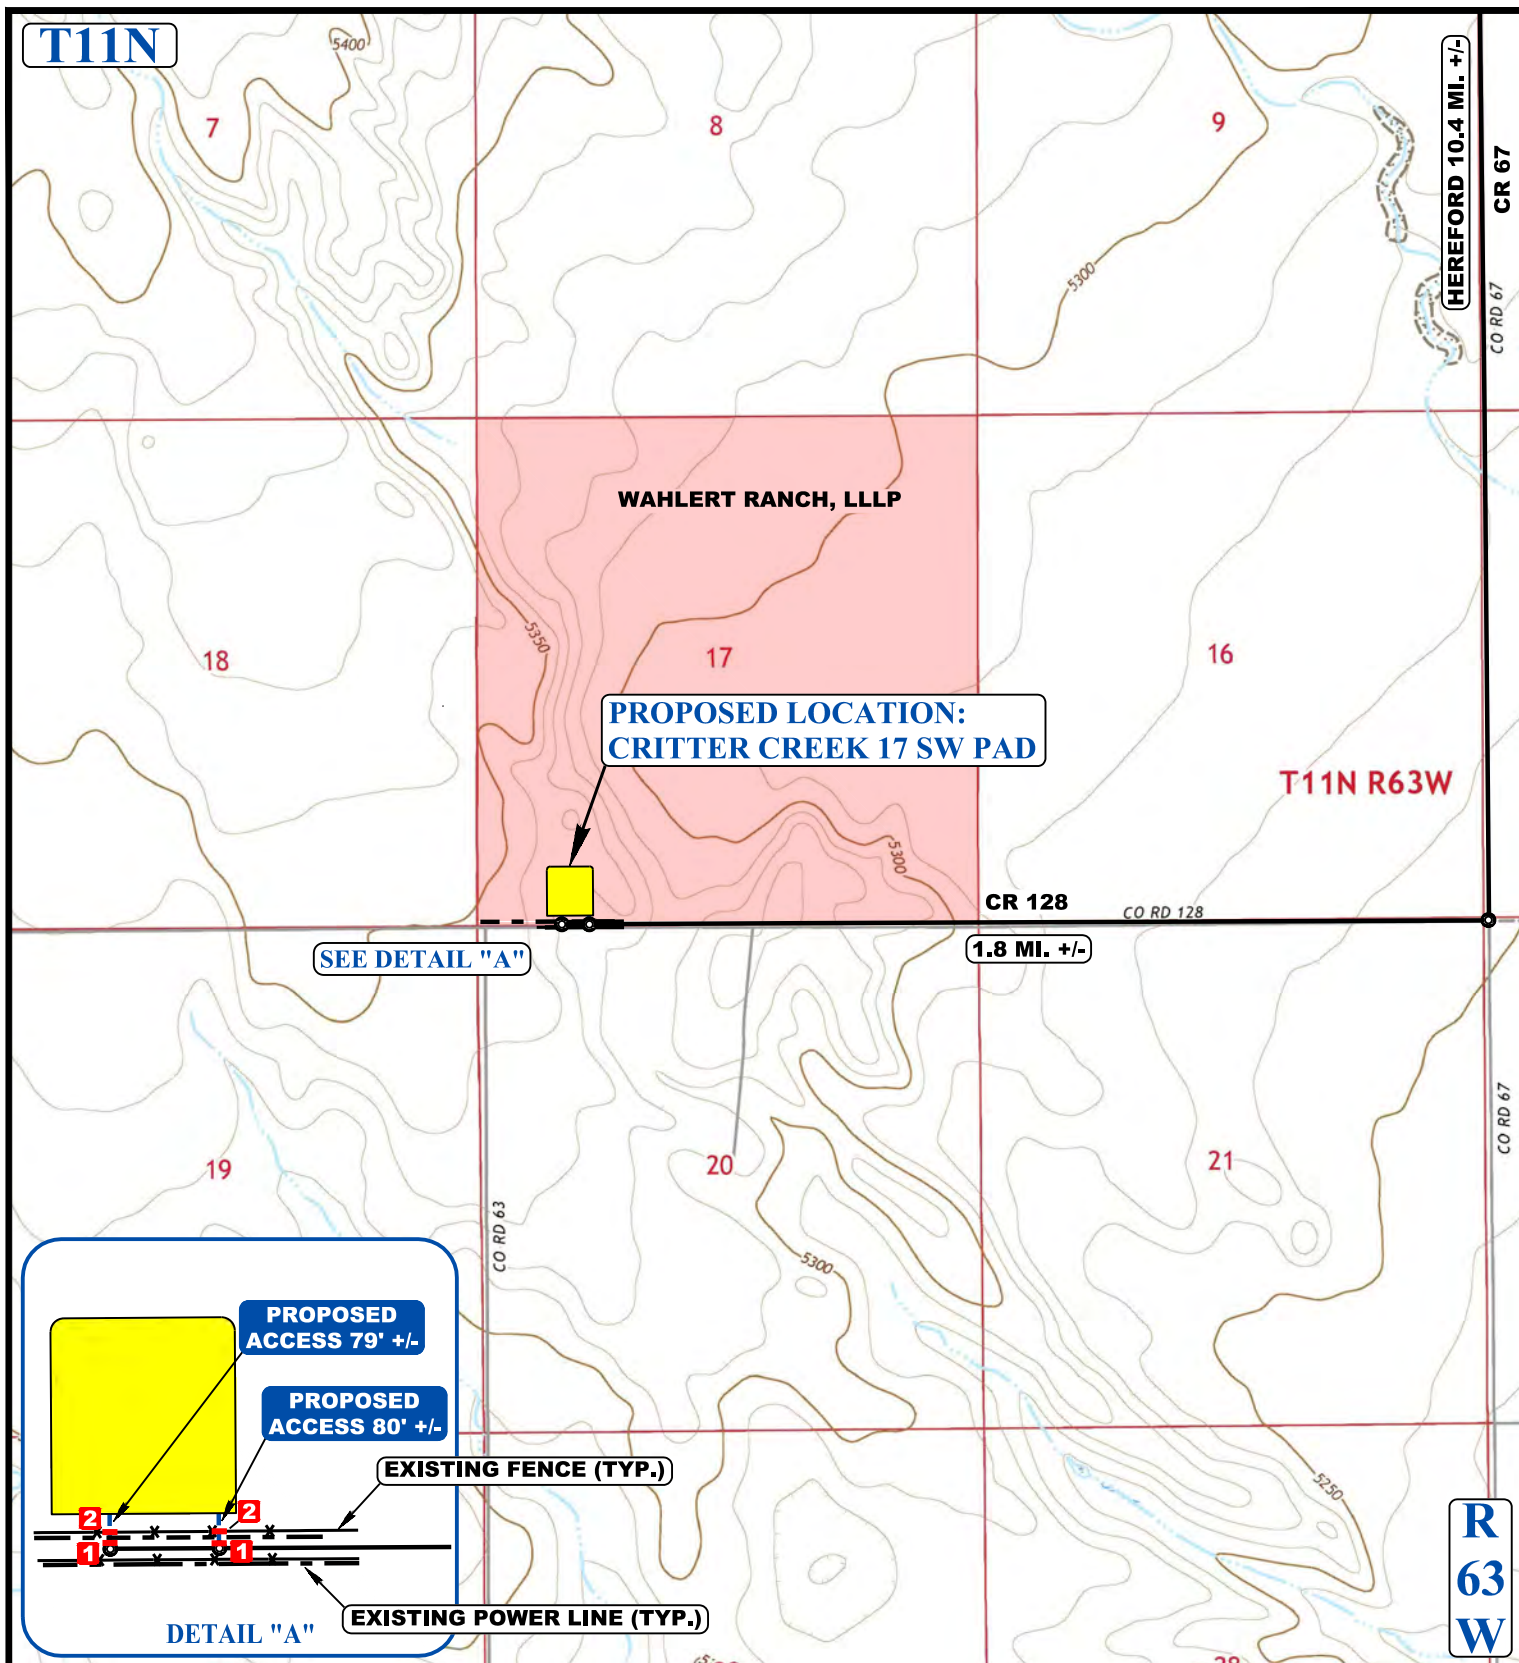 T11N
5400
7
8
9
HEREFORD 10.4 MI. +/-
CR 67
5300
CO RD 67
WAHLERT RANCH, LLLP
5350
18
17
16
PROPOSED LOCATION:
CRITTER CREEK 17 SW PAD
T11N R63W
5300
CR 128
CO RD 128
SEE DETAIL "A"
1.8 MI. +/-
CO RD 67
19
20
21
CO RD 63
5300
PROPOSED
ACCESS 79' +/-
PROPOSED
ACCESS 80' +/-
EXISTING FENCE (TYP.)
5250
2
2
1
1
R
63
W
EXISTING POWER LINE (TYP.)
DETAIL "A"